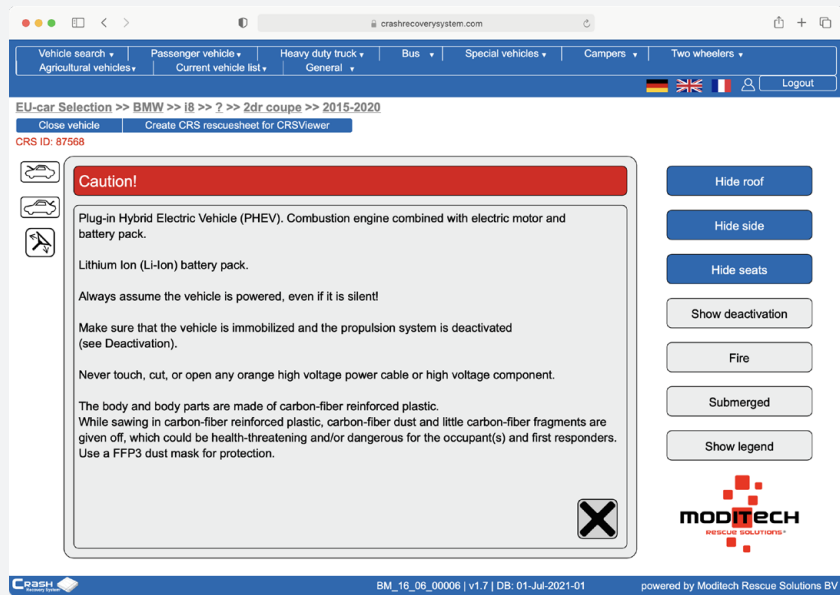 crashrecoverysystem.com
Vehicle search Passenger vehicle Heavy duty truck Bus Special vehicles Campers Two wheelers
Agricultural vehicles Current vehicle list General
Logout
EU-car Selection >> BMW >> i8 >> ? >> 2dr coupe >> 2015-2020
Close vehicle Create CRS rescuesheet for CRSViewer
CRS ID: 87568
Caution!
Plug-in Hybrid Electric Vehicle (PHEV). Combustion engine combined with electric motor and
battery pack.
Lithium Ion (Li-Ion) battery pack.
Always assume the vehicle is powered, even if it is silent!
Make sure that the vehicle is immobilized and the propulsion system is deactivated
(see Deactivation).
Never touch, cut, or open any orange high voltage power cable or high voltage component.
The body and body parts are made of carbon-fiber reinforced plastic.
While sawing in carbon-fiber reinforced plastic, carbon-fiber dust and little carbon-fiber fragments are
given off, which could be health-threatening and/or dangerous for the occupant(s) and first responders.
Use a FFP3 dust mask for protection.
Hide roof
Hide side
Hide seats
Show deactivation
Fire
Submerged
Show legend
MODITECH
RESCUE SOLUTIONS
CRASH
Recovery System
BM_16_06_00006 | v1.7 | DB: 01-Jul-2021-01
powered by Moditech Rescue Solutions BV